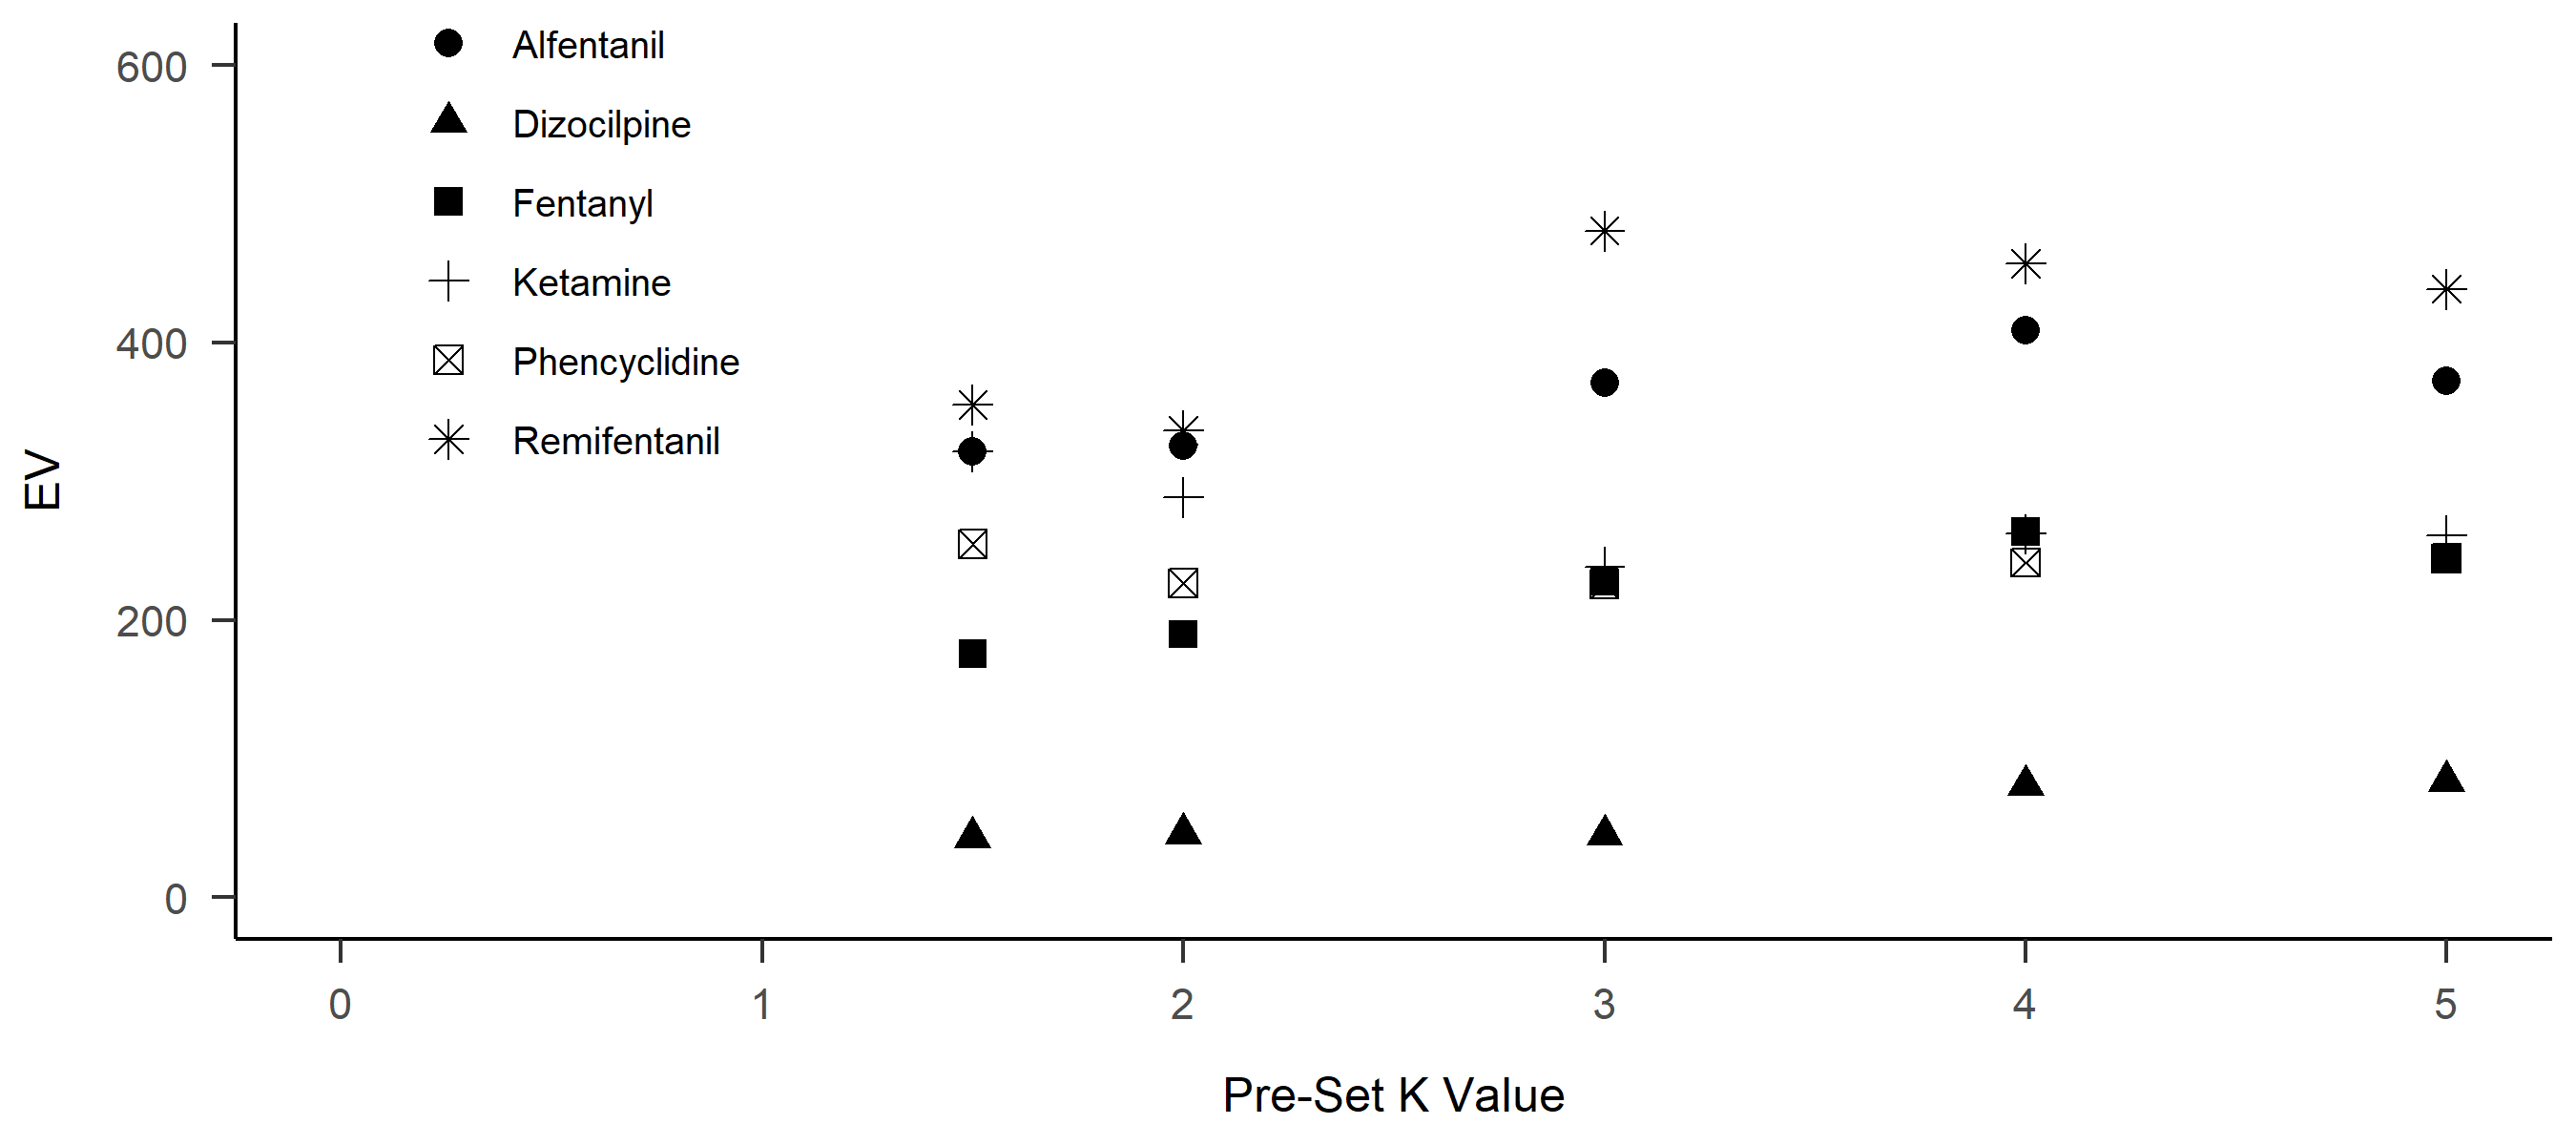 600
400
200
0
EV
Alfentanil
Dizocilpine
Fentanyl
Ketamine
Phencyclidine
Remifentanil
0 1 2 3 4 5
Pre-Set K Value